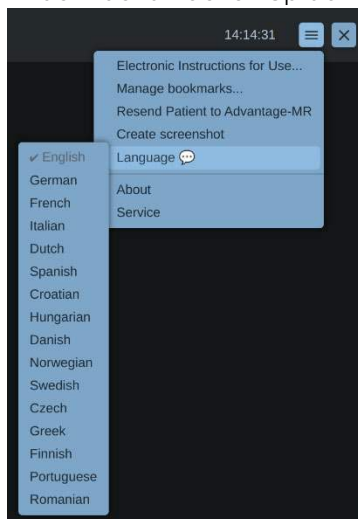 14:14:31
Electronic Instructions for Use...
Manage bookmarks...
Resend Patient to Advantage-MR
Create screenshot
Language 💬
About
Service
✔ English
German
French
Italian
Dutch
Spanish
Croatian
Hungarian
Danish
Norwegian
Swedish
Czech
Greek
Finnish
Portuguese
Romanian